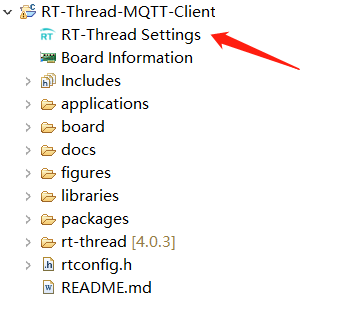 RT-Thread-MQTT-Client
RT-Thread Settings
Board Information
Includes
applications
board
docs
figures
libraries
packages
rt-thread [4.0.3]
rtconfig.h
README.md